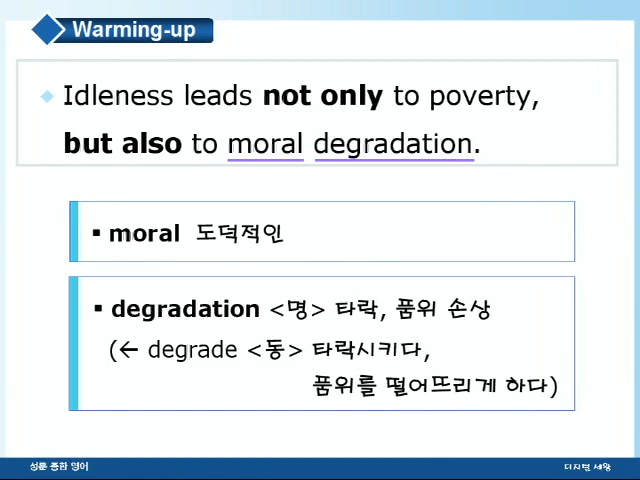 Warming-up
Idleness leads not only to poverty,
but also to moral degradation.
▪ moral 도덕적인
▪ degradation <명> 타락, 품위 손상
(← degrade <동> 타락시키다,
품위를 떨어뜨리게 하다)
성문 종합 영어 디지털 세왕